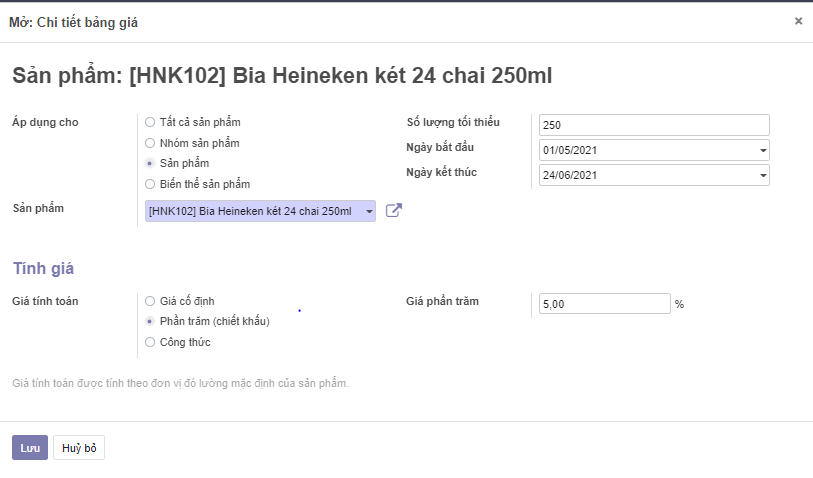 Mở: Chi tiết bảng giá
×
Sản phẩm: [HNK102] Bia Heineken két 24 chai 250ml
Áp dụng cho
Tất cả sản phẩm
Nhóm sản phẩm
Sản phẩm
Biến thể sản phẩm
Sản phẩm
[HNK102] Bia Heineken két 24 chai 250ml
Số lượng tối thiểu
250
Ngày bắt đầu
01/05/2021
Ngày kết thúc
24/06/2021
Tính giá
Giá tính toán
Giá cố định
Phần trăm (chiết khấu)
Công thức
Giá phần trăm
5,00 %
Giá tính toán được tính theo đơn vị đo lường mặc định của sản phẩm.
Lưu
Huỷ bỏ